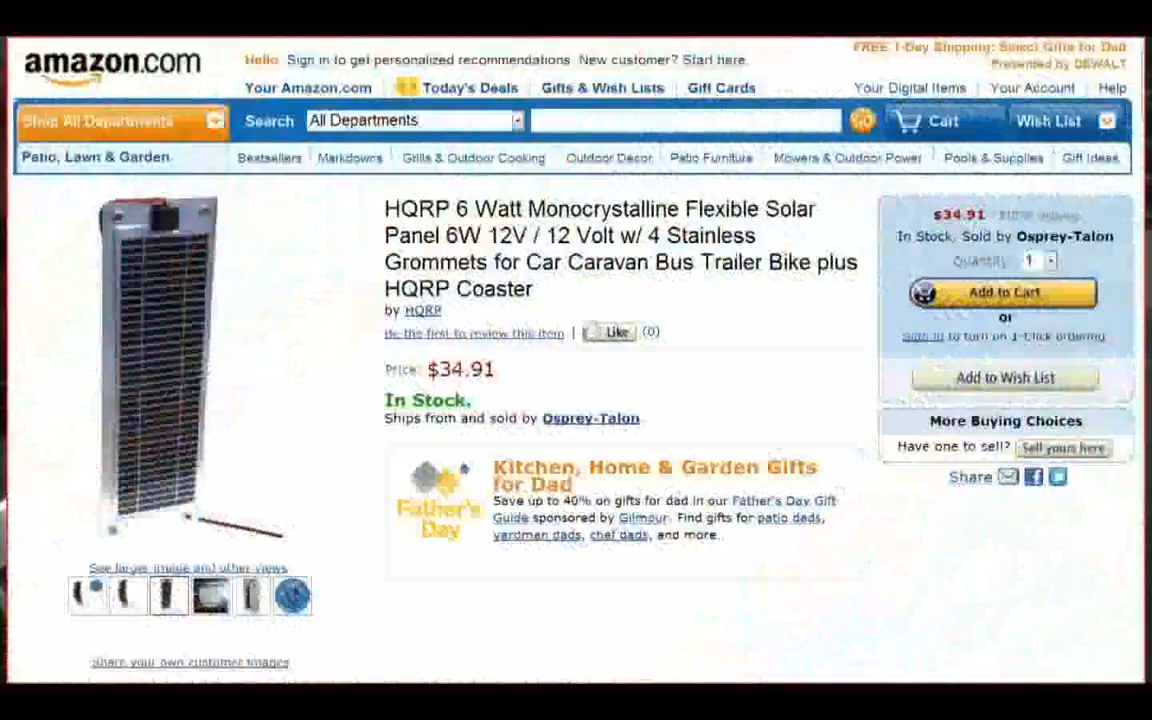 amazon.com
Hello. Sign in to get personalized recommendations. New customer? Start here.
FREE 1-Day Shipping: Select Gifts for Dad
Presented by DEWALT
Your Amazon.com
Today's Deals
Gifts & Wish Lists
Gift Cards
Your Digital Items
Your Account
Help
Shop All Departments
Search
All Departments
GO
Cart
Wish List
Patio, Lawn & Garden
Bestsellers
Markdowns
Grills & Outdoor Cooking
Outdoor Decor
Patio Furniture
Mowers & Outdoor Power
Pools & Supplies
Gift Ideas
HQRP 6 Watt Monocrystalline Flexible Solar
Panel 6W 12V / 12 Volt w/ 4 Stainless
Grommets for Car Caravan Bus Trailer Bike plus
HQRP Coaster
by HQRP
Be the first to review this item | Like (0)
Price: $34.91
In Stock.
Ships from and sold by Osprey-Talon
Father's
Day
Kitchen, Home & Garden Gifts
for Dad
Save up to 40% on gifts for dad in our Father's Day Gift
Guide sponsored by Gilmour. Find gifts for patio dads,
yardman dads, chef dads, and more.
See larger image and other views
Share your own customer images
$34.91
In Stock. Sold by Osprey-Talon
Quantity: 1
Add to Cart
or
Sign in to turn on 1-Click ordering.
Add to Wish List
More Buying Choices
Have one to sell? Sell yours here
Share